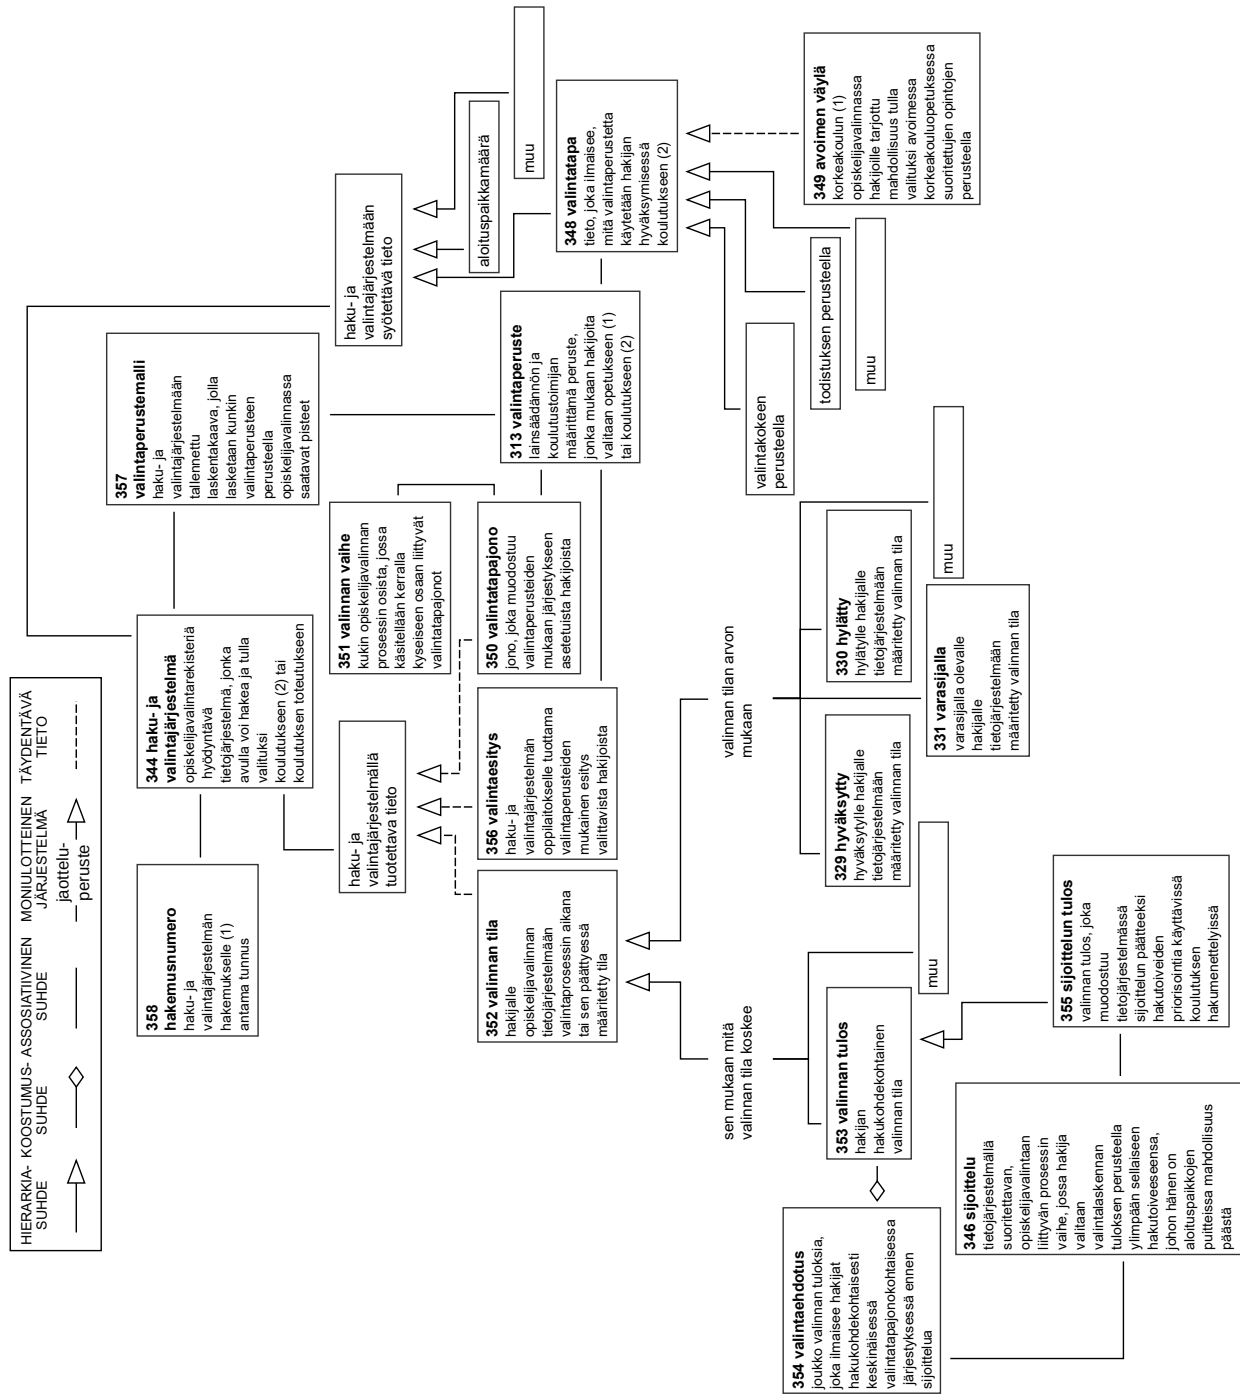 HIERARKIA- KOOSTUMUS- ASSOSIATIIVINEN MONIULOTTEINEN TÄYDENTÄVÄ
SUHDE SUHDE SUHDE JÄRJESTELMÄ TIETO
jaottelu-
peruste
358
hakemusnumero
haku- ja
valintajärjestelmän
hakemukselle (1)
antama tunnus
344 haku- ja
valintajärjestelmä
opiskelijavalintarekisteriä
hyödyntävä
tietojärjestelmä, jonka
avulla voi hakea ja tulla
valituksi
koulutukseen (2) tai
koulutuksen toteutukseen
357
valintaperustemalli
haku- ja
valintajärjestelmään
tallennettu
laskentakaava, jolla
lasketaan kunkin
valintaperusteen
perusteella
opiskelijavalinnassa
saatavat pisteet
haku- ja
valintajärjestelmällä
tuotettava tieto
351 valinnan vaihe
kukin opiskelijavalinnan
prosessin osista, jossa
käsitellään kerralla
kyseiseen osaan liittyvät
valintatapajonot
haku- ja
valintajärjestelmään
syötettävä tieto
aloituspaikkamäärä
muu
352 valinnan tila
hakijalle
opiskelijavalinnan
tietojärjestelmään
valintaprosessin aikana
tai sen päättyessä
määritetty tila
356 valintaesitys
haku- ja
valintajärjestelmän
oppilaitokselle tuottama
valintaperusteiden
mukainen esitys
valittavista hakijoista
350 valintatapajono
jono, joka muodostuu
valintaperusteiden
mukaan järjestykseen
asetetuista hakijoista
313 valintaperuste
lainsäädännön ja
koulutustoimijan
määrittämä peruste,
jonka mukaan hakijoita
valitaan opetukseen (1)
tai koulutukseen (2)
348 valintatapa
tieto, joka ilmaisee,
mitä valintaperustetta
käytetään hakijan
hyväksymisessä
koulutukseen (2)
sen mukaan mitä
valinnan tila koskee
valinnan tilan arvon
mukaan
valintakokeen
perusteella
todistuksen perusteella
muu
349 avoimen väylä
korkeakoulun (1)
opiskelijavalinnassa
hakijoille tarjottu
mahdollisuus tulla
valituksi avoimessa
korkeakouluopetuksessa
suoritettujen opintojen
perusteella
353 valinnan tulos
hakijan
hakukohdekohtainen
valinnan tila
muu
329 hyväksytty
hyväksytylle hakijalle
tietojärjestelmään
määritetty valinnan tila
330 hylätty
hylätylle hakijalle
tietojärjestelmään
määritetty valinnan tila
331 varasijalla
varasijalla olevalle
hakijalle
tietojärjestelmään
määritetty valinnan tila
muu
354 valintaehdotus
joukko valinnan tuloksia,
joka ilmaisee hakijat
hakukohdekohtaisesti
keskinäisessä
valintatapajonokohtaisessa
järjestyksessä ennen
sijoittelua
346 sijoittelu
tietojärjestelmällä
suoritettavan,
opiskelijavalintaan
liittyvän prosessin
vaihe, jossa hakija
valitaan
valintalaskennan
tuloksen perusteella
ylimpään sellaiseen
hakutoiveeseensa,
johon hänen on
aloituspaikkojen
puitteissa mahdollisuus
päästä
355 sijoittelun tulos
valinnan tulos, joka
muodostuu
tietojärjestelmässä
sijoittelun päätteeksi
hakutoiveiden
priorisointia käyttävissä
koulutuksen
hakumenettelyissä